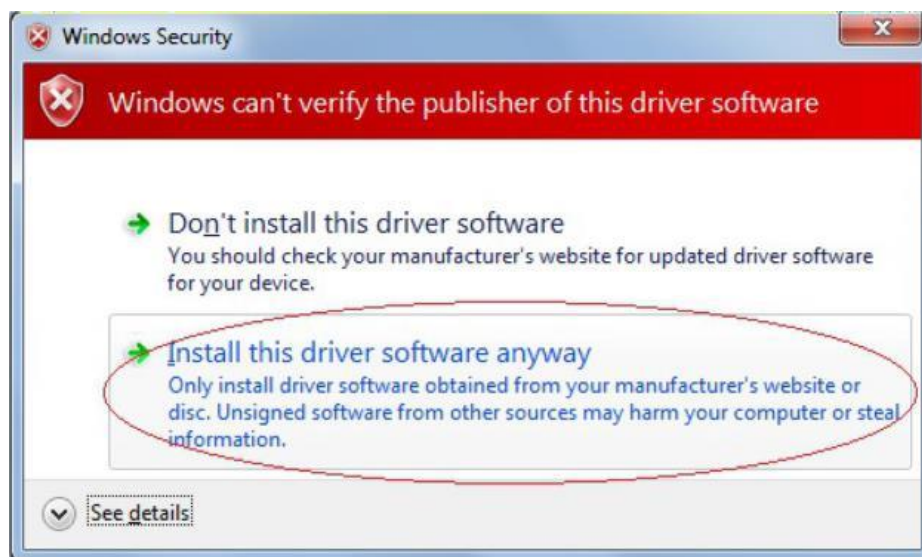 Windows Security
Windows can't verify the publisher of this driver software
Don't install this driver software
You should check your manufacturer's website for updated driver software
for your device.
Install this driver software anyway
Only install driver software obtained from your manufacturer's website or
disc. Unsigned software from other sources may harm your computer or steal
information.
See details